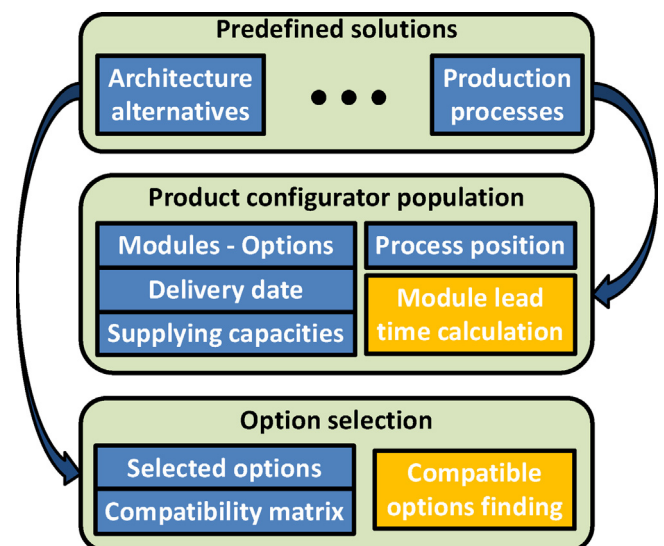 Predefined solutions
Architecture
alternatives
Production
processes
Product configurator population
Modules - Options
Delivery date
Supplying capacities
Process position
Module lead
time calculation
Option selection
Selected options
Compatibility matrix
Compatible
options finding